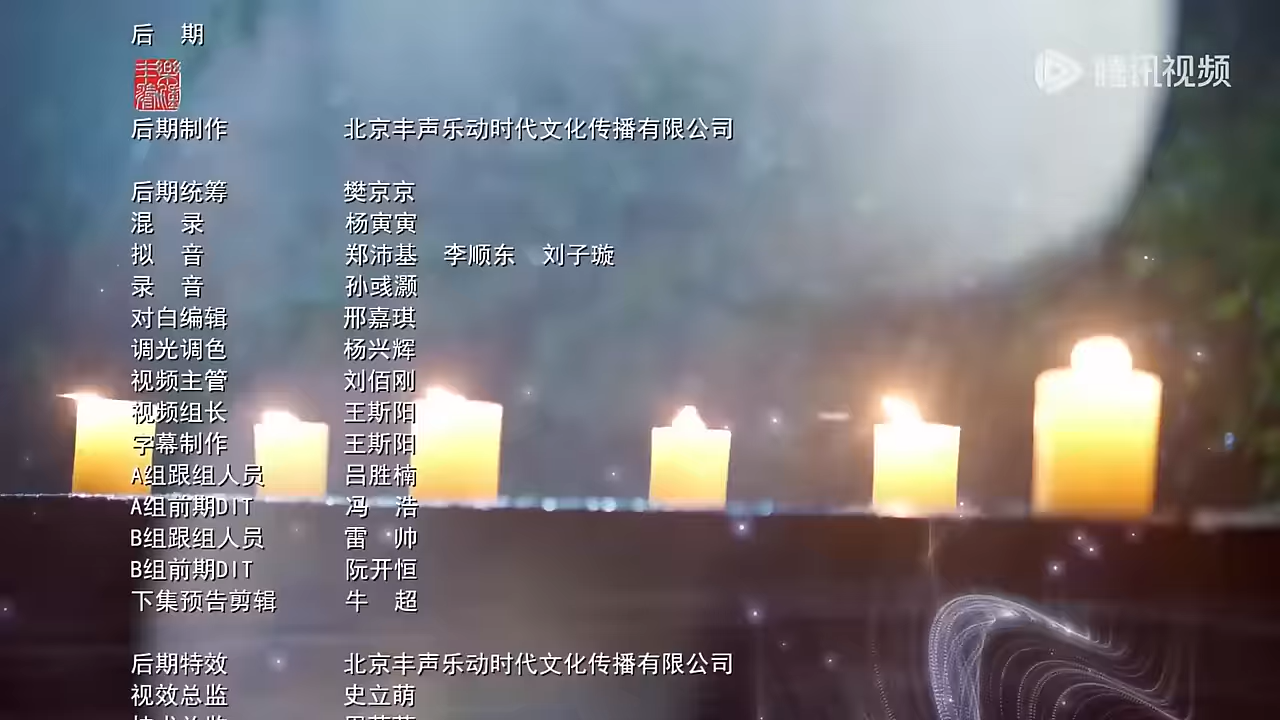 后 期
腾讯视频
后期制作 北京丰声乐动时代文化传播有限公司
后期统筹 樊京京
混 录 杨寅寅
拟 音 郑沛基 李顺东 刘子璇
录 音 孙彧灏
对白编辑 邢嘉琪
调光调色 杨兴辉
视频主管 刘佰刚
视频组长 王斯阳
字幕制作 王斯阳
A组跟组人员 吕胜楠
A组前期DIT 冯 浩
B组跟组人员 雷 帅
B组前期DIT 阮开恒
下集预告剪辑 牛 超
后期特效 北京丰声乐动时代文化传播有限公司
视效总监 史立萌